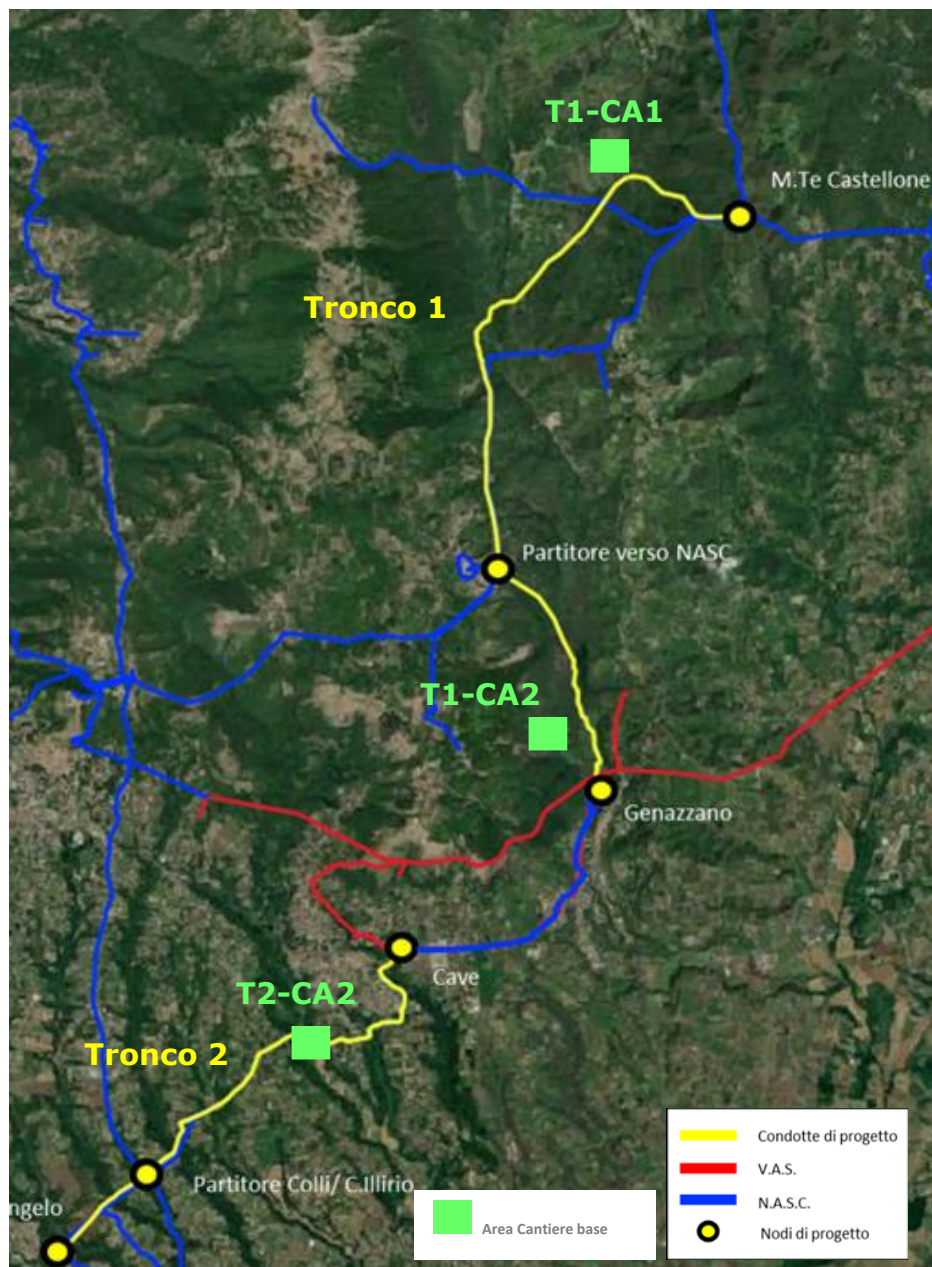 T1-CA1
M.Te Castellone
Tronco 1
Partitore verso NASC
T1-CA2
Genazzano
Cave
T2-CA2
Tronco 2
Partitore Colli/ C.Illirio
ngelo
Area Cantiere base
Condotte di progetto
V.A.S.
N.A.S.C.
Nodi di progetto